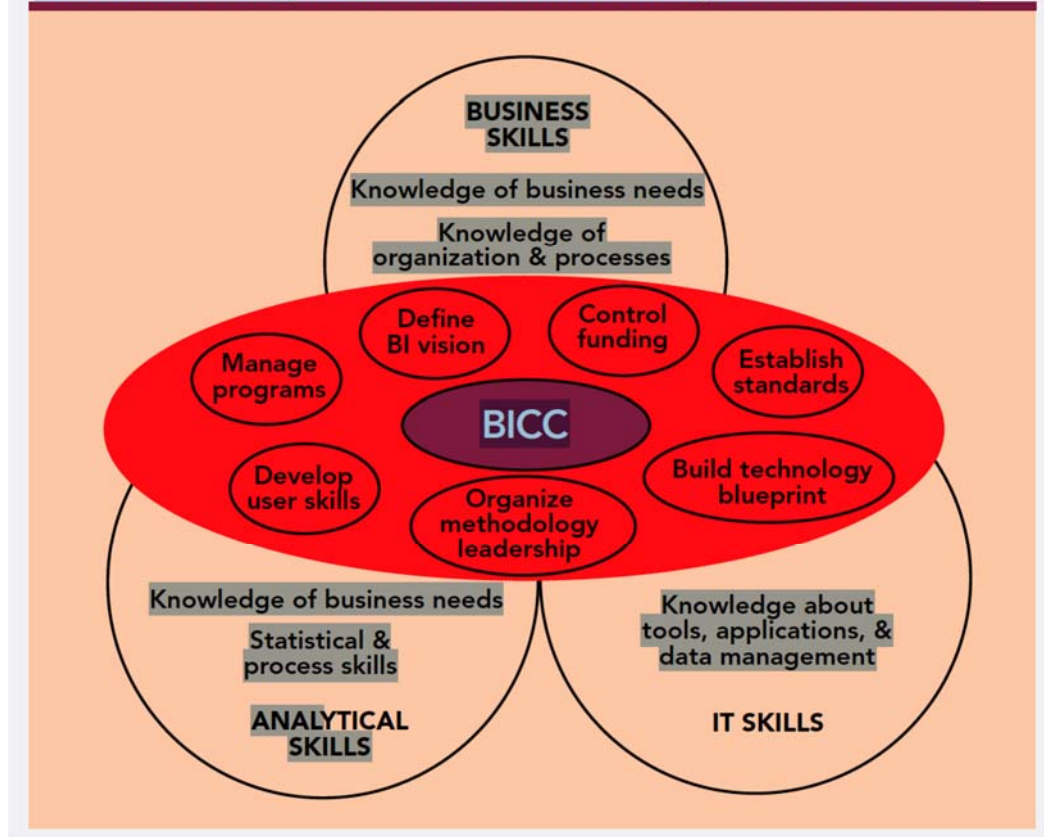 BUSINESS
SKILLS
Knowledge of business needs
Knowledge of
organization & processes
Define
BI vision
Control
funding
Manage
programs
Establish
standards
BICC
Develop
user skills
Organize
methodology
leadership
Build technology
blueprint
Knowledge of business needs
Statistical &
process skills
ANALYTICAL
SKILLS
Knowledge about
tools, applications, &
data management
IT SKILLS